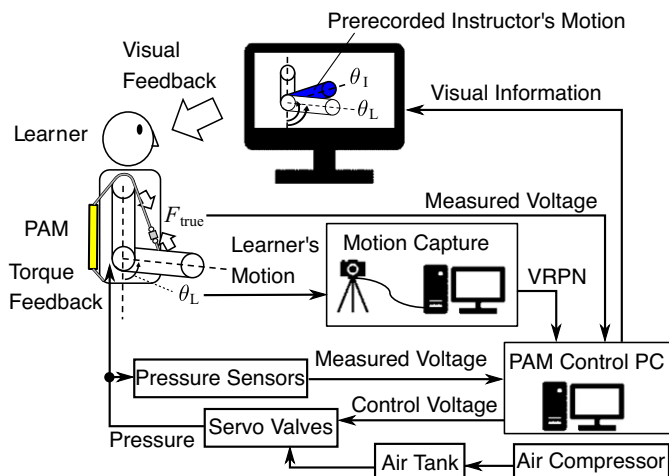 Prerecorded Instructor's Motion
Visual
Feedback
θI
θL
Visual Information
Learner
Measured Voltage
PAM
Ftrue
Learner's
Motion
Motion Capture
Torque
Feedback
θL
VRPN
Measured Voltage
PAM Control PC
Pressure Sensors
Control Voltage
Pressure
Servo Valves
Air Tank
Air Compressor